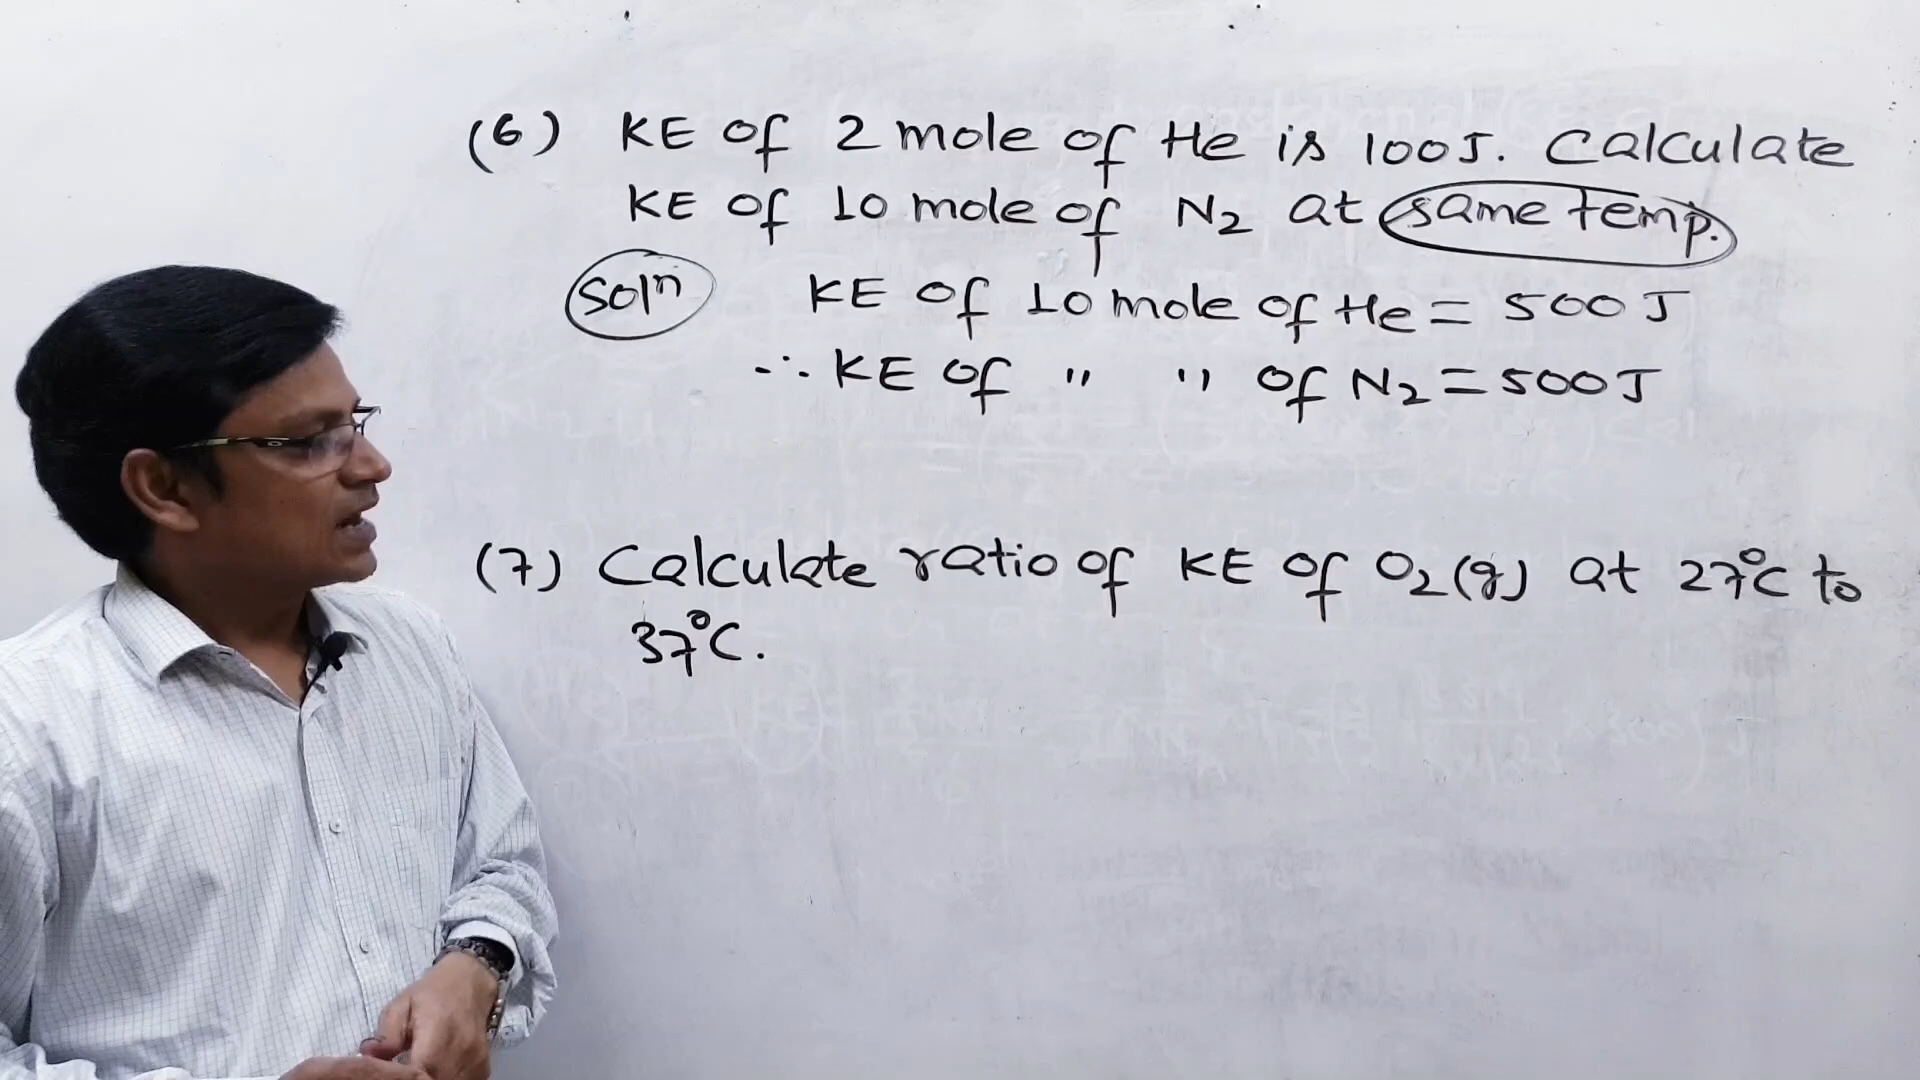 (6) KE of 2 mole of He is 100J. Calculate
KE of 10 mole of N2 at same temp.
Soln KE of 10 mole of He = 500 J
∴ KE of " " of N2 = 500 J
(7) Calculate ratio of KE of O2(g) at 27°C to
37°C.